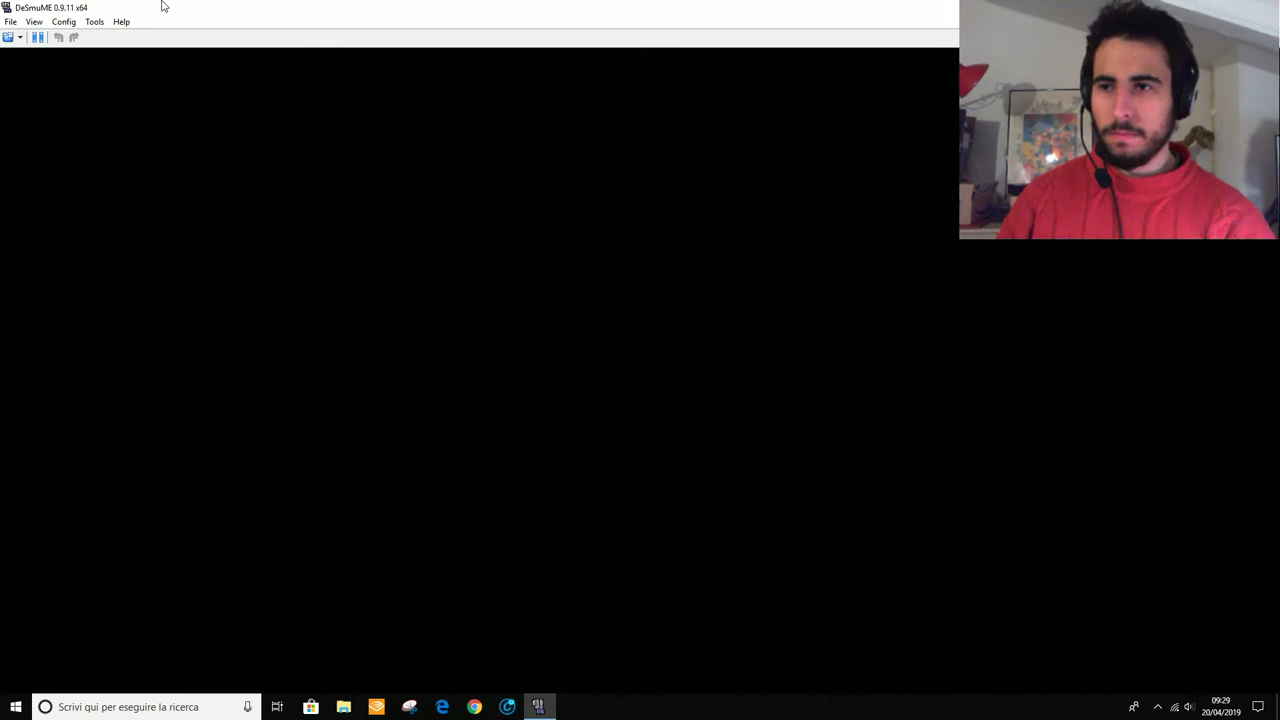 DeSmuME 0.9.11 x64
File View Config Tools Help
Scrivi qui per eseguire la ricerca
09:29
20/04/2019